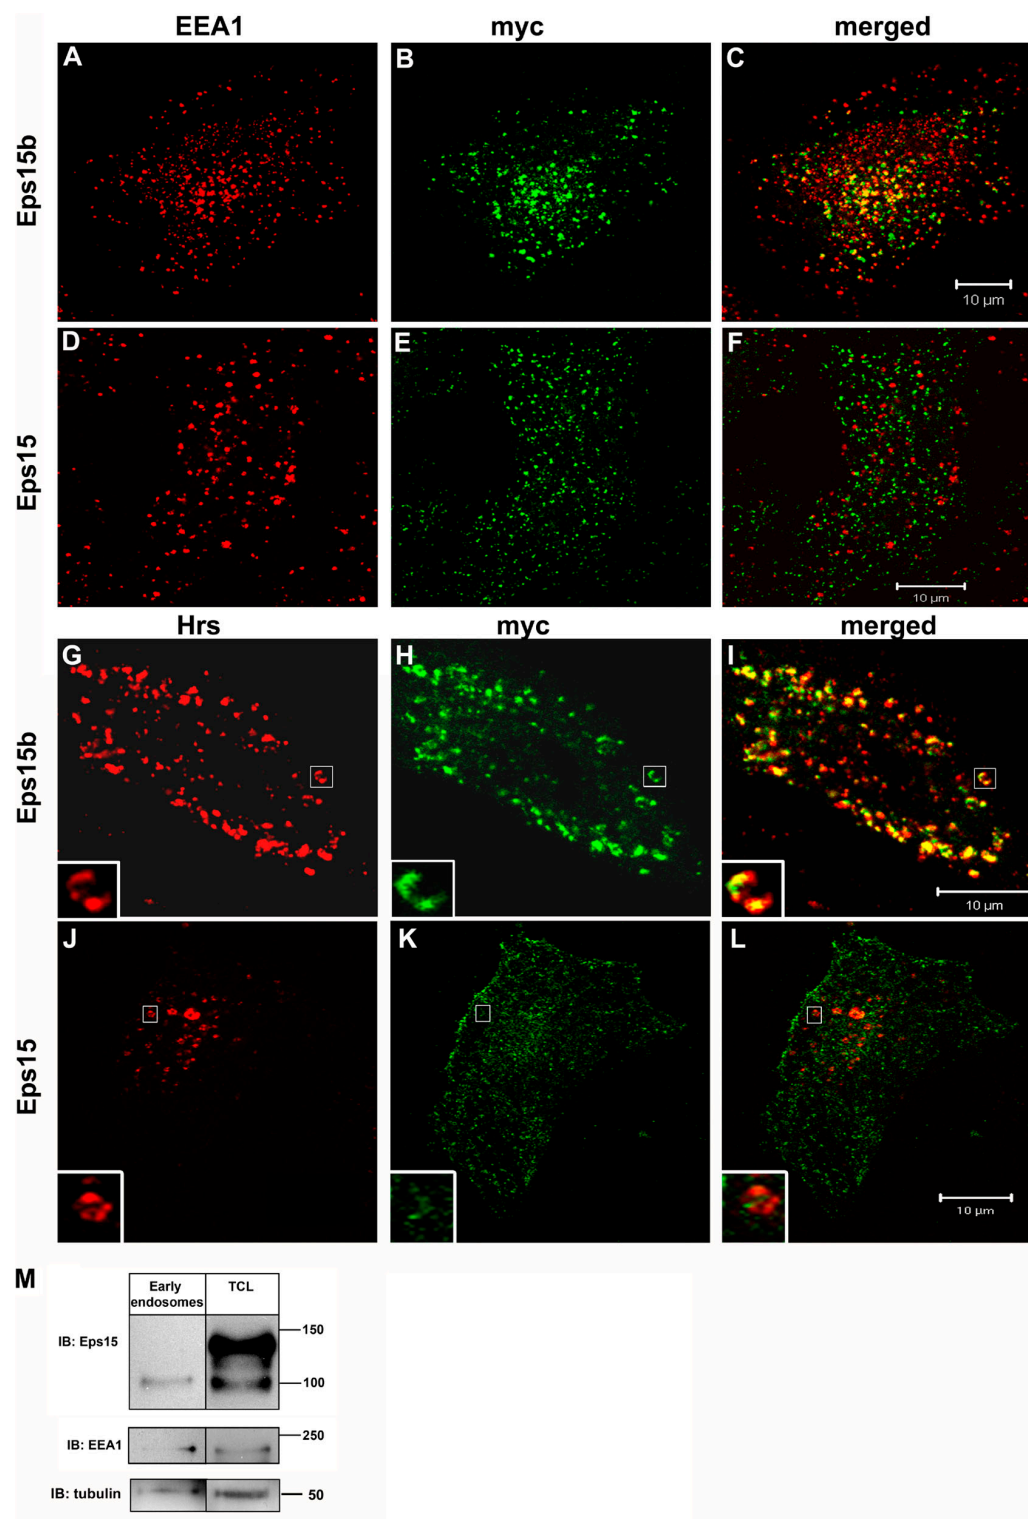 EEA1 myc merged
Eps15b
A B C
10 µm
Eps15
D E F
10 µm
Hrs myc merged
Eps15b
G H I
10 µm
Eps15
J K L
10 µm
M
Early
endosomes
TCL
IB: Eps15
150
100
IB: EEA1
250
IB: tubulin
50